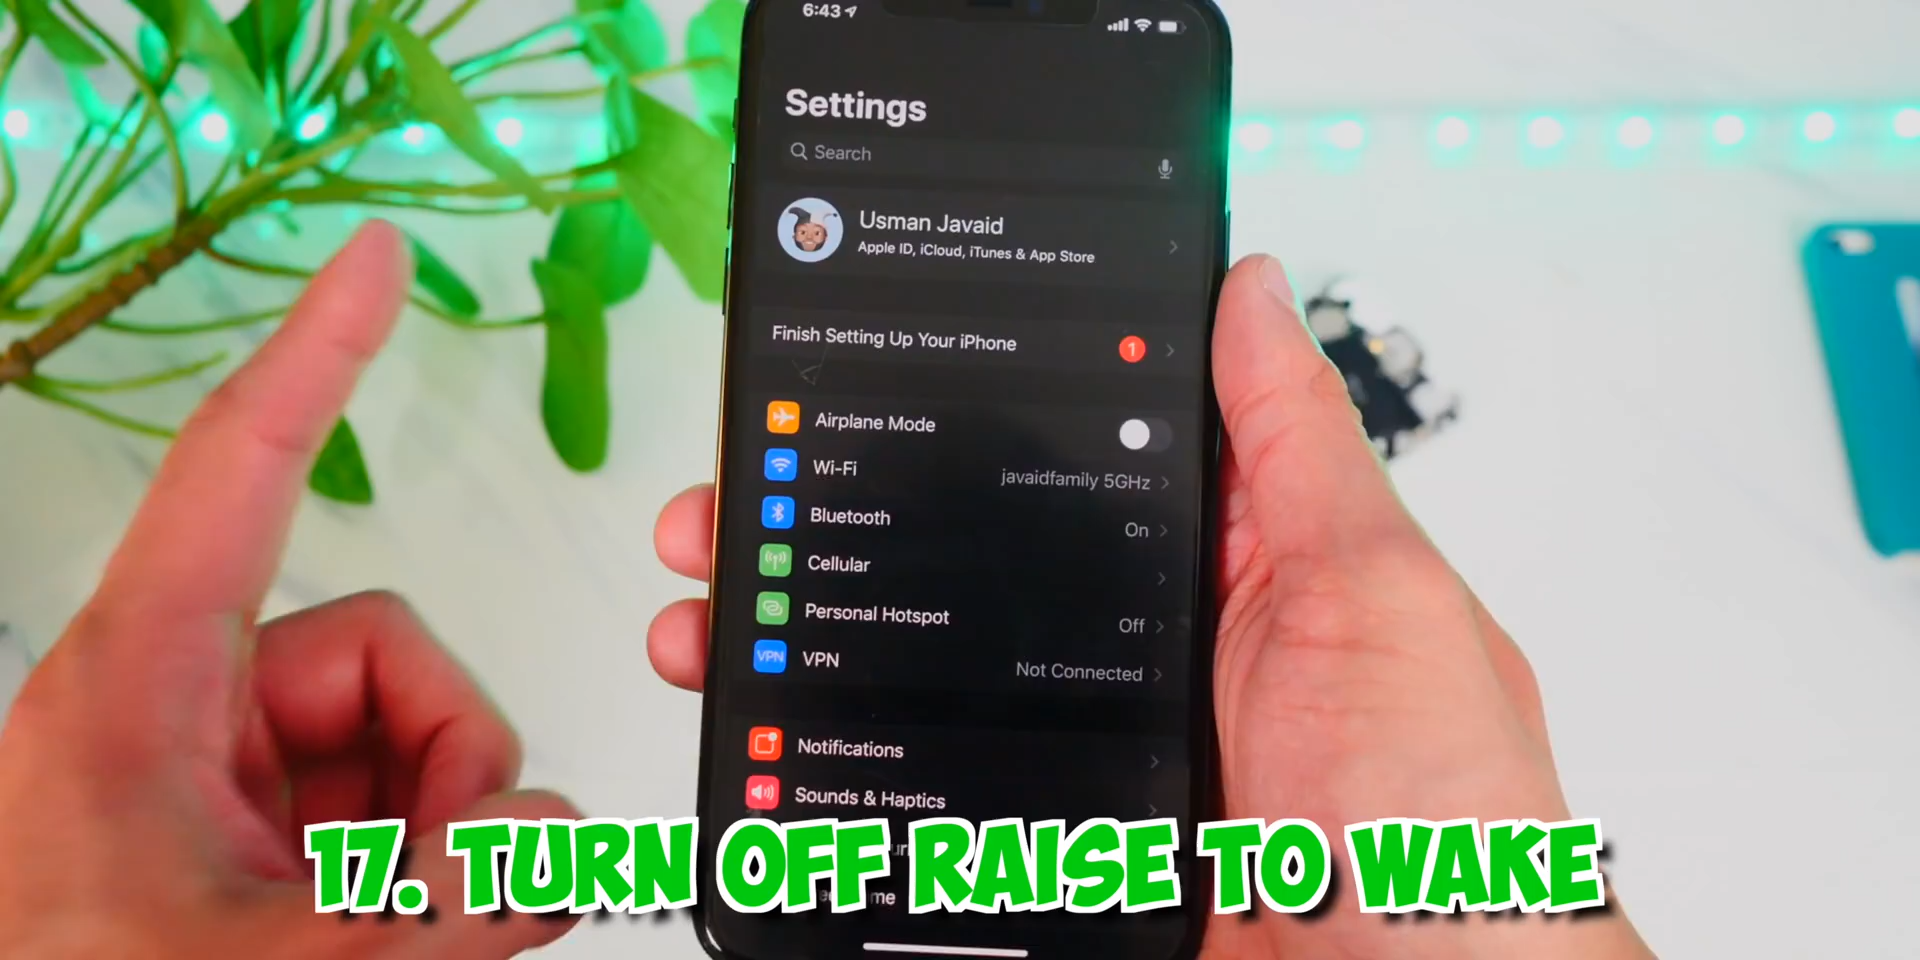 6:43
Settings
Search
Usman Javaid
Apple ID, iCloud, iTunes & App Store
Finish Setting Up Your iPhone
1
Airplane Mode
Wi-Fi
javaidfamily 5GHz
Bluetooth
On
Cellular
Personal Hotspot
Off
VPN
VPN
Not Connected
Notifications
Sounds & Haptics
17. TURN OFF RAISE TO WAKE